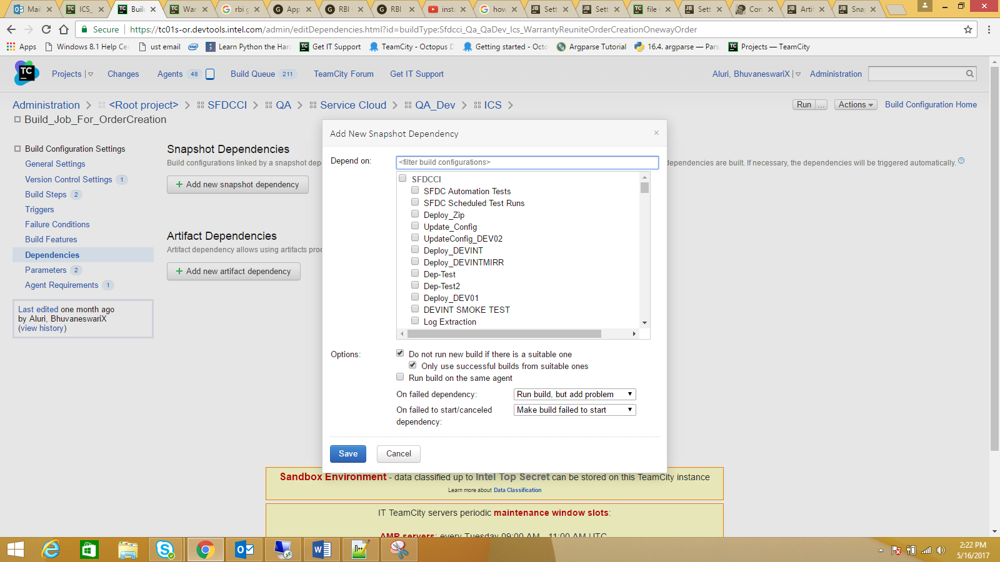 Mail
ICS_
Buil
War
rbi g
App
RBI
RBI
inst
how
Sett
Sett
file
Sett
Con
Arti
Sna
Secure
https://tc01s-or.devtools.intel.com/admin/editDependencies.html?id=buildType:Sfdcci_Qa_QaDev_Ics_WarrantyReuniteOrderCreationOnewayOrder
Apps
Windows 8.1 Help Ce
ust email
Learn Python the Har
Get IT Support
TeamCity - Octopus D
Getting started - Octo
Argparse Tutorial
16.4. argparse — Pars
Projects — TeamCity
TC
Projects
Changes
Agents 48
Build Queue 211
TeamCity Forum
Get IT Support
Aluri, BhuvaneswariX
Administration
Administration
<Root project>
SFDCCI
QA
Service Cloud
QA_Dev
ICS
Run ...
Actions
Build Configuration Home
Build_Job_For_OrderCreation
Build Configuration Settings
General Settings
Version Control Settings 1
Build Steps 2
Triggers
Failure Conditions
Build Features
Dependencies
Parameters 2
Agent Requirements 1
Last edited one month ago
by Aluri, BhuvaneswariX
(view history)
Snapshot Dependencies
Build configurations linked by a snapshot dep
dependencies are built. If necessary, the dependencies will be triggered automatically.
+ Add new snapshot dependency
Artifact Dependencies
Artifact dependency allows using artifacts proc
+ Add new artifact dependency
Add New Snapshot Dependency
×
Depend on:
<filter build configurations>
SFDCCI
SFDC Automation Tests
SFDC Scheduled Test Runs
Deploy_Zip
Update_Config
UpdateConfig_DEV02
Deploy_DEVINT
Deploy_DEVINTMIRR
Dep-Test
Dep-Test2
Deploy_DEV01
DEVINT SMOKE TEST
Log Extraction
Options:
Do not run new build if there is a suitable one
Only use successful builds from suitable ones
Run build on the same agent
On failed dependency:
Run build, but add problem
On failed to start/canceled
dependency:
Make build failed to start
Save
Cancel
Sandbox Environment - data classified up to Intel Top Secret can be stored on this TeamCity instance
Learn more about Data Classification
IT TeamCity servers periodic maintenance window slots:
AMR servers: every Tuesday 09:00 AM - 11:00 AM UTC
2:22 PM
5/16/2017